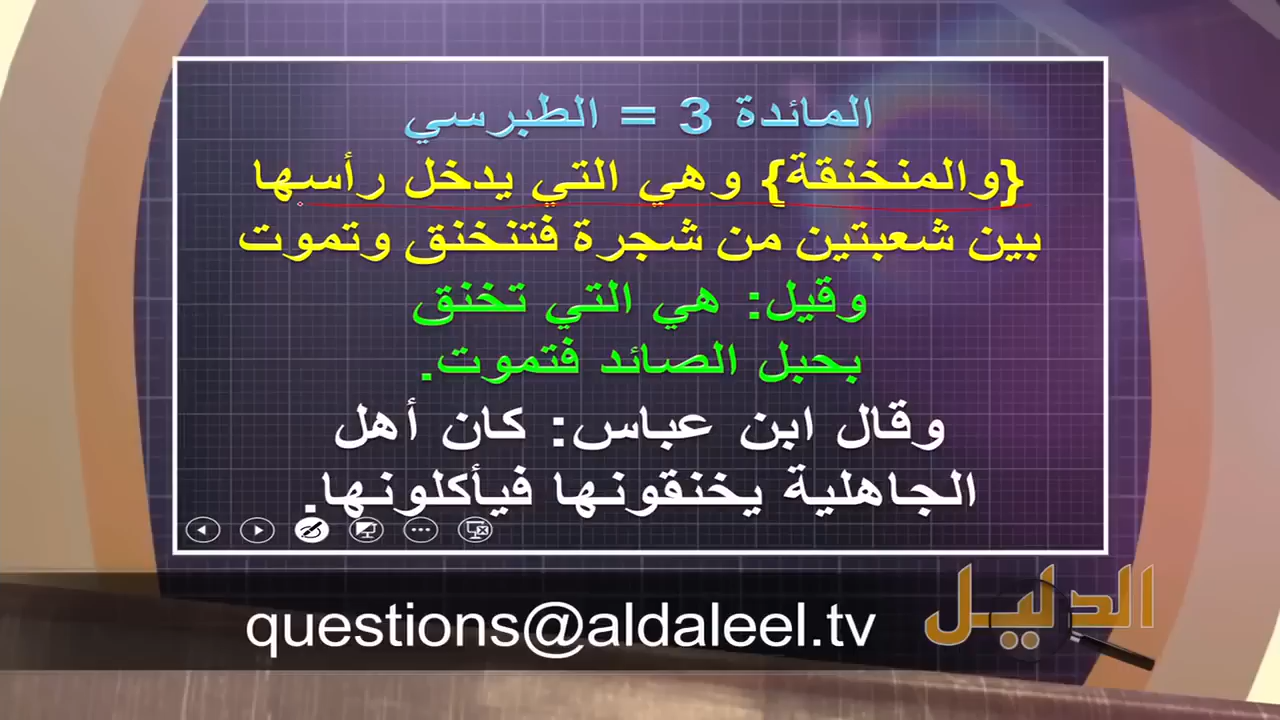 المائدة 3 = الطبرسي
{والمنخنقة} وهي التي يدخل رأسها
بين شعبتين من شجرة فتنخنق وتموت
وقيل: هي التي تخنق
بحبل الصائد فتموت.
وقال ابن عباس: كان أهل
الجاهلية يخنقونها فيأكلونها.
الدليل
questions@aldaleel.tv